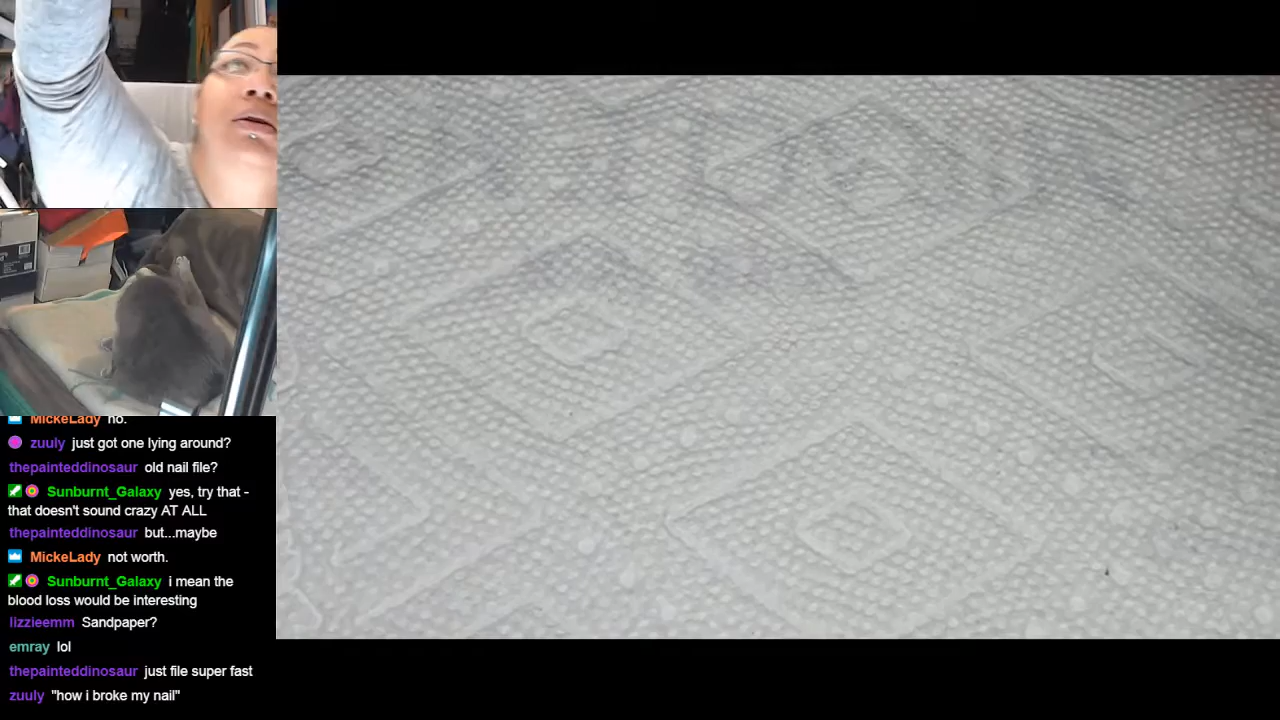 MickeLady no.
zuuly just got one lying around?
thepainteddinosaur old nail file?
Sunburnt_Galaxy yes, try that -
that doesn't sound crazy AT ALL
thepainteddinosaur but...maybe
MickeLady not worth.
Sunburnt_Galaxy i mean the
blood loss would be interesting
lizzieemm Sandpaper?
emray lol
thepainteddinosaur just file super fast
zuuly "how i broke my nail"